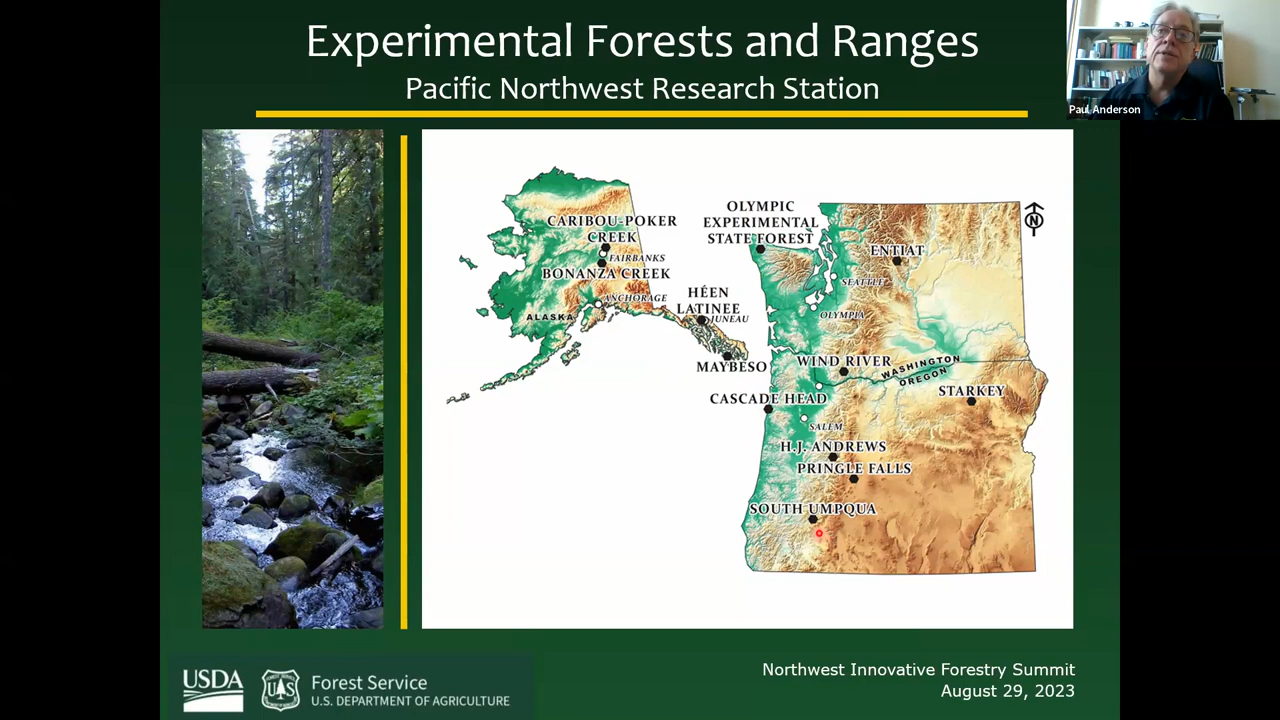 Experimental Forests and Ranges
Pacific Northwest Research Station
Paul Anderson
CARIBOU-POKER
CREEK
FAIRBANKS
BONANZA CREEK
ANCHORAGE
ALASKA
HÉEN
LATINEE
JUNEAU
MAYBESO
OLYMPIC
EXPERIMENTAL
STATE FOREST
ENTIAT
SEATTLE
OLYMPIA
WIND RIVER
WASHINGTON
OREGON
CASCADE HEAD
STARKEY
SALEM
H.J. ANDREWS
PRINGLE FALLS
SOUTH UMPQUA
N
USDA
Forest Service
U.S. DEPARTMENT OF AGRICULTURE
Northwest Innovative Forestry Summit
August 29, 2023